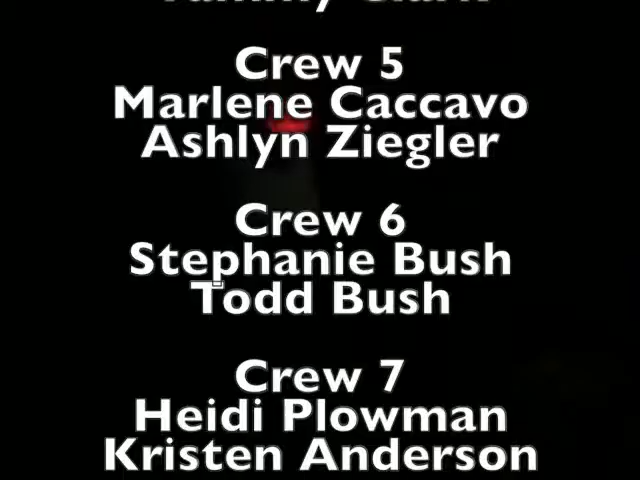 Crew 5
Marlene Caccavo
Ashlyn Ziegler
Crew 6
Stephanie Bush
Todd Bush
Crew 7
Heidi Plowman
Kristen Anderson